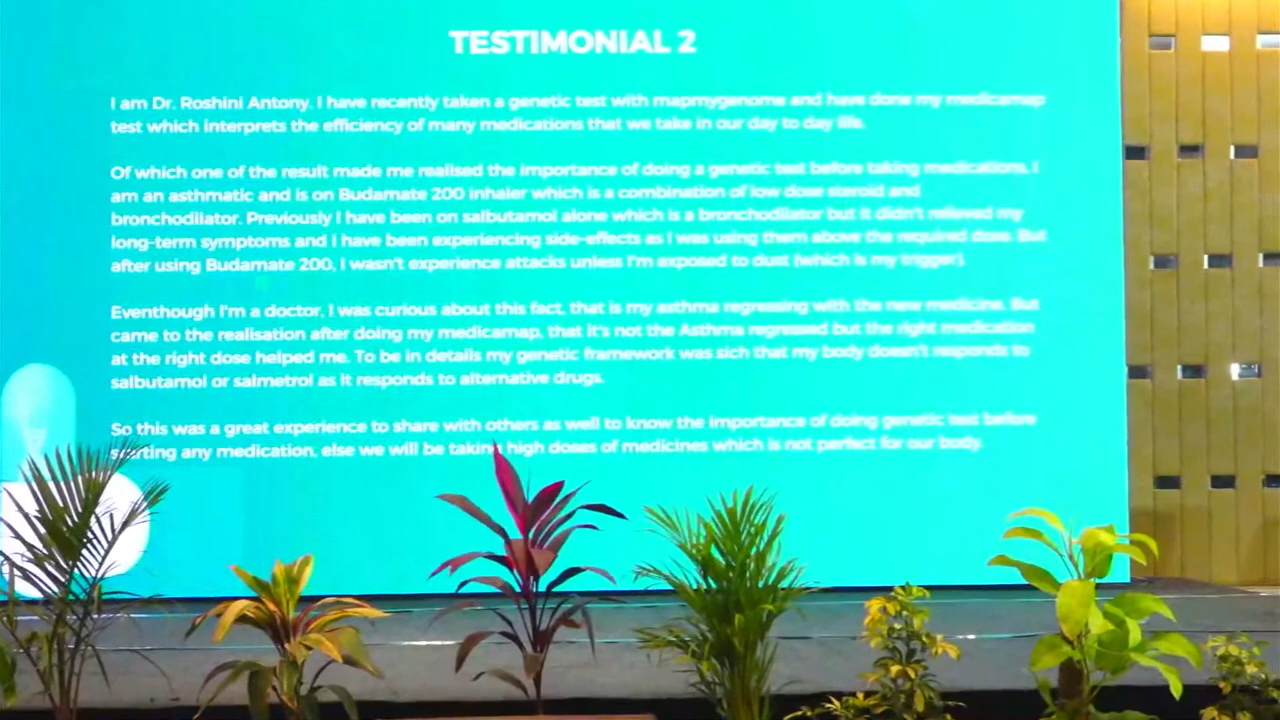 TESTIMONIAL 2
I am Dr. Roshini Antony. I have recently taken a genetic test with mapmygenome and have done my medicamap
test which interprets the efficiency of many medications that we take in our day to day life.
Of which one of the result made me realised the importance of doing a genetic test before taking medications. I
am an asthmatic and is on Budamate 200 inhaler which is a combination of low dose steroid and
bronchodilator. Previously I have been on salbutamol alone which is a bronchodilator but it didn't relieved my
long-term symptoms and I have been experiencing side-effects as I was using them above the required dose. But
after using Budamate 200, I wasn't experience attacks unless I'm exposed to dust (which is my trigger).
Eventhough I'm a doctor, I was curious about this fact, that is my asthma regressing with the new medicine. But
came to the realisation after doing my medicamap, that it's not the Asthma regressed but the right medication
at the right dose helped me. To be in details my genetic framework was sich that my body doesn't responds to
salbutamol or salmetrol as it responds to alternative drugs.
So this was a great experience to share with others as well to know the importance of doing genetic test before
starting any medication, else we will be taking high doses of medicines which is not perfect for our body.